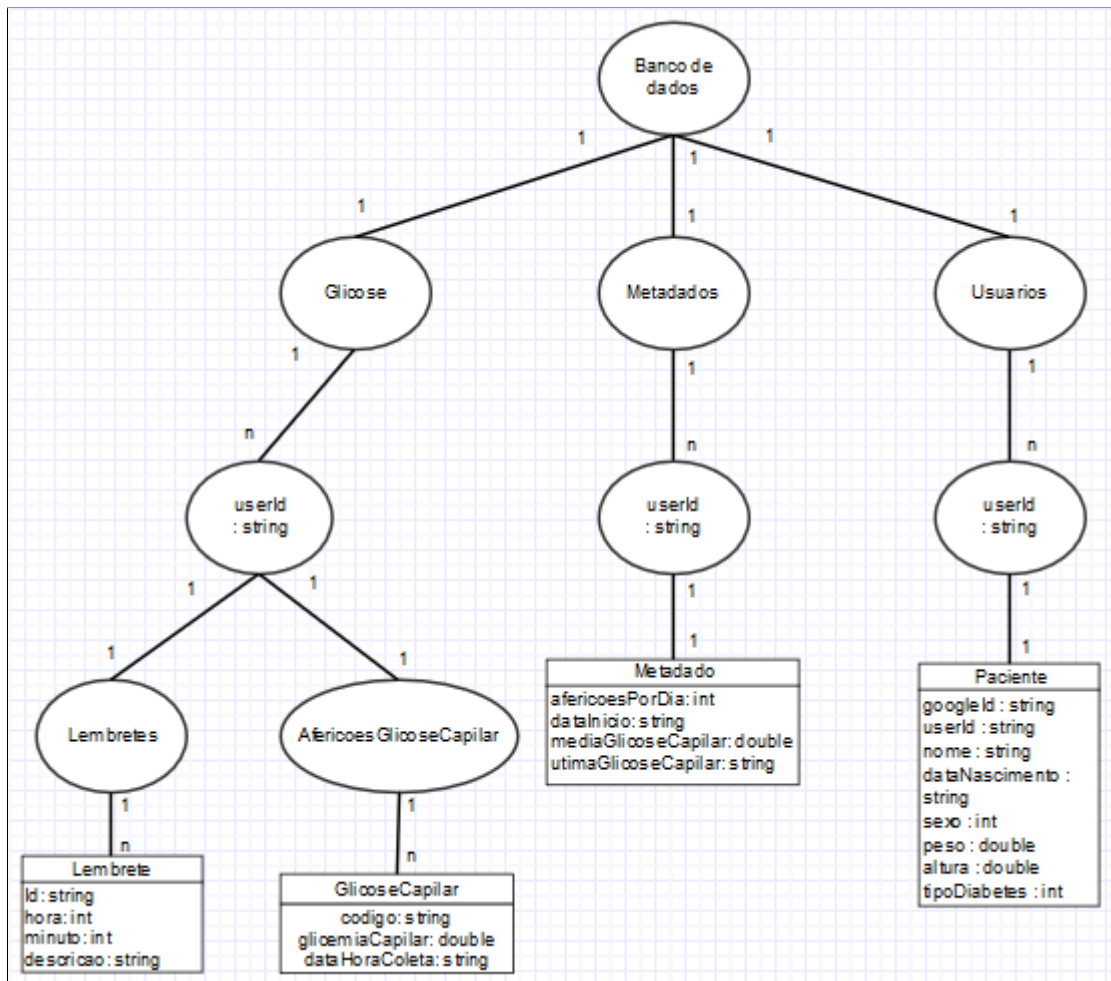 Banco de
dados
1
1
1
1
1
1
Glicose
Metadados
Usuarios
1
1
1
n
n
n
userId
: string
userId
: string
userId
: string
1
1
1
1
1
1
1
1
Lembretes
AfericoesGlicoseCapilar
Metadado
afericoesPorDia: int
dataInicio: string
mediaGlicoseCapilar: double
utimaGlicoseCapilar: string
Paciente
googleId : string
userId : string
nome : string
dataNascimento :
string
sexo : int
peso : double
altura : double
tipoDiabetes : int
1
1
n
n
Lembrete
Id: string
hora: int
minuto: int
descricao: string
GlicoseCapilar
codigo: string
glicemiaCapilar: double
dataHoraColeta: string